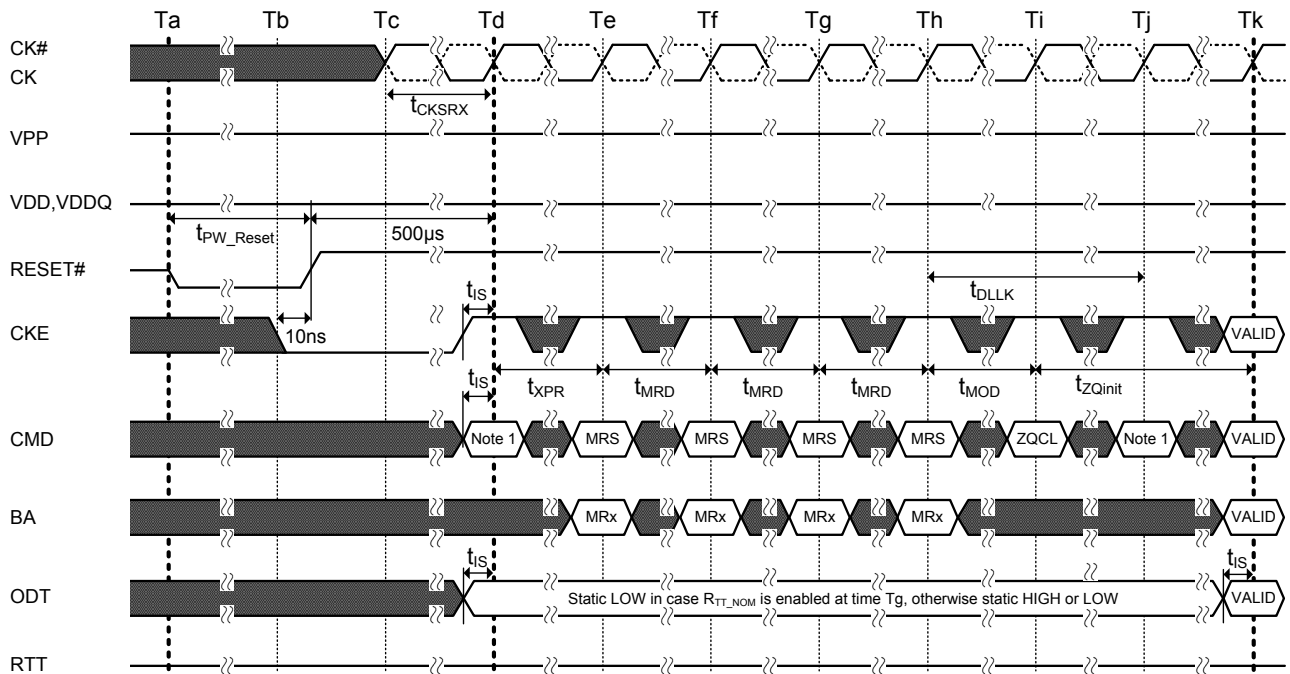 Ta Tb Tc Td Te Tf Tg Th Ti Tj Tk
CK#
CK
tCKSRX
VPP
VDD,VDDQ
tPW_Reset
500µs
RESET#
tIS
tDLLK
CKE
10ns
VALID
tIS
tXPR
tMRD
tMRD
tMRD
tMOD
tZQinit
CMD
Note 1
MRS
MRS
MRS
MRS
ZQCL
Note 1
VALID
BA
MRx
MRx
MRx
MRx
VALID
tIS
tIS
ODT
Static LOW in case RTT_NOM is enabled at time Tg, otherwise static HIGH or LOW
VALID
RTT